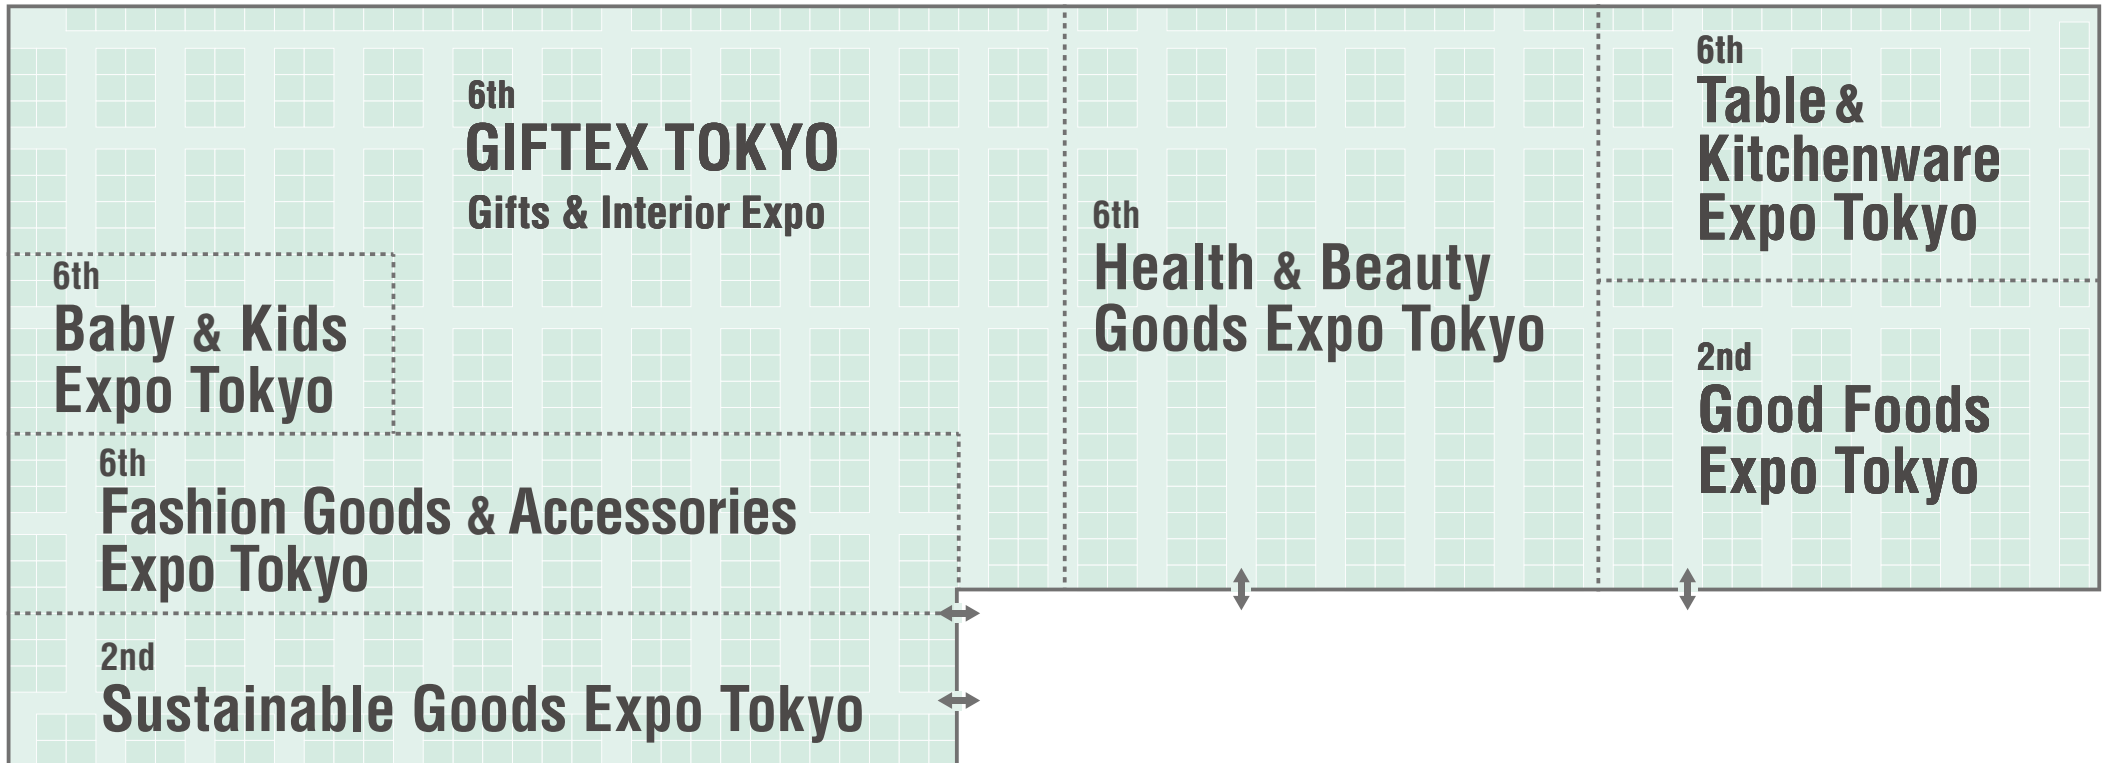 6th
GIFTEX TOKYO
Gifts & Interior Expo
6th
Baby & Kids
Expo Tokyo
6th
Fashion Goods & Accessories
Expo Tokyo
2nd
Sustainable Goods Expo Tokyo
6th
Health & Beauty
Goods Expo Tokyo
6th
Table &
Kitchenware
Expo Tokyo
2nd
Good Foods
Expo Tokyo